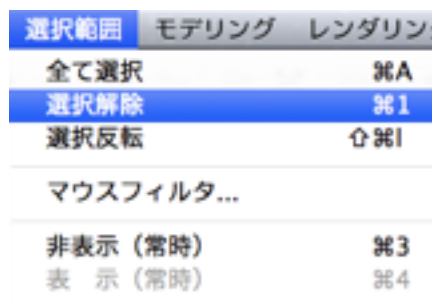 選択範囲 モデリング レンダリン
全て選択 ⌘A
選択解除 ⌘1
選択反転 ⇧⌘I
マウスフィルタ...
非表示（常時） ⌘3
表　示（常時） ⌘4